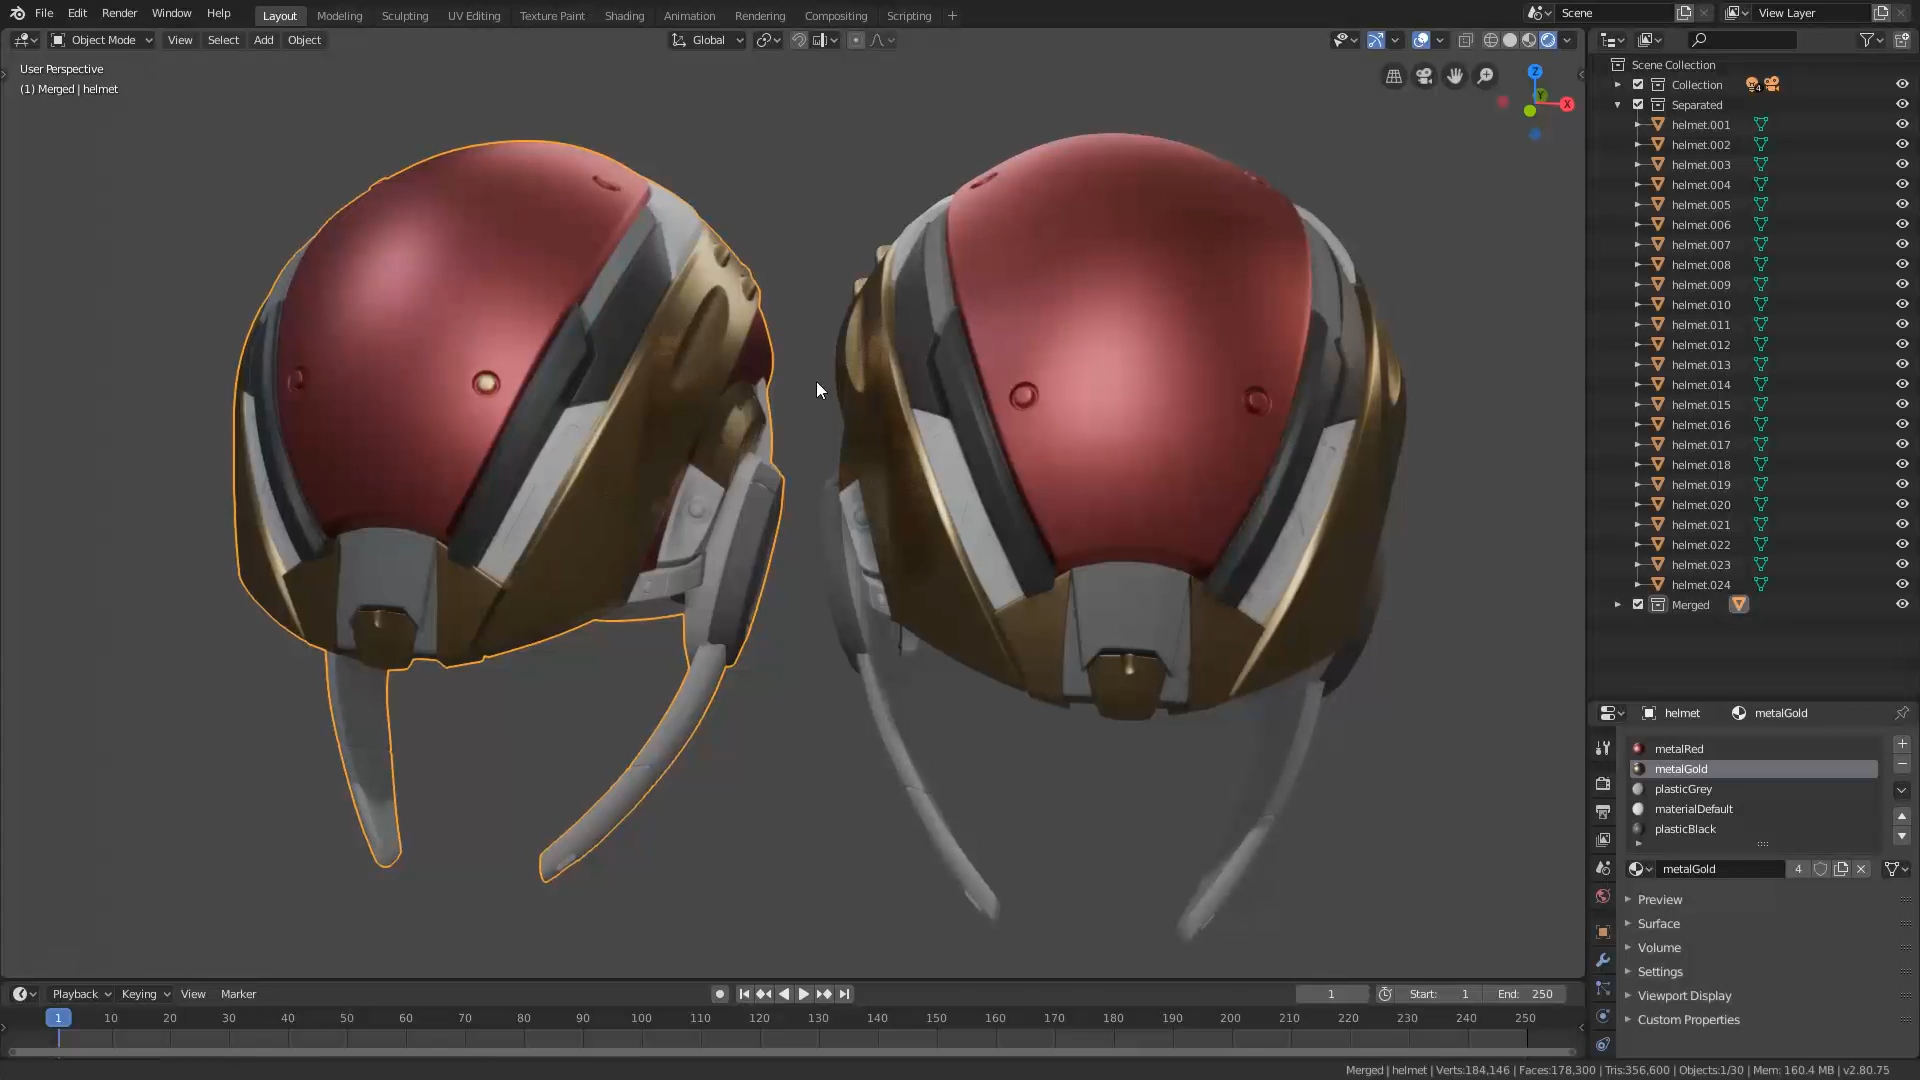 File Edit Render Window Help
Layout Modeling Sculpting UV Editing Texture Paint Shading Animation Rendering Compositing Scripting +
Scene
View Layer
Object Mode View Select Add Object
Global
User Perspective
(1) Merged | helmet
Z
Y
X
Scene Collection
Collection 4
Separated
helmet.001
helmet.002
helmet.003
helmet.004
helmet.005
helmet.006
helmet.007
helmet.008
helmet.009
helmet.010
helmet.011
helmet.012
helmet.013
helmet.014
helmet.015
helmet.016
helmet.017
helmet.018
helmet.019
helmet.020
helmet.021
helmet.022
helmet.023
helmet.024
Merged
helmet metalGold
metalRed
metalGold
plasticGrey
materialDefault
plasticBlack
metalGold 4
Preview
Surface
Volume
Settings
Viewport Display
Custom Properties
Playback Keying View Marker
1 Start: 1 End: 250
1 10 20 30 40 50 60 70 80 90 100 110 120 130 140 150 160 170 180 190 200 210 220 230 240 250
Merged | helmet | Verts:184,146 | Faces:178,300 | Tris:356,600 | Objects:1/30 | Mem: 160.4 MB | v2.80.75